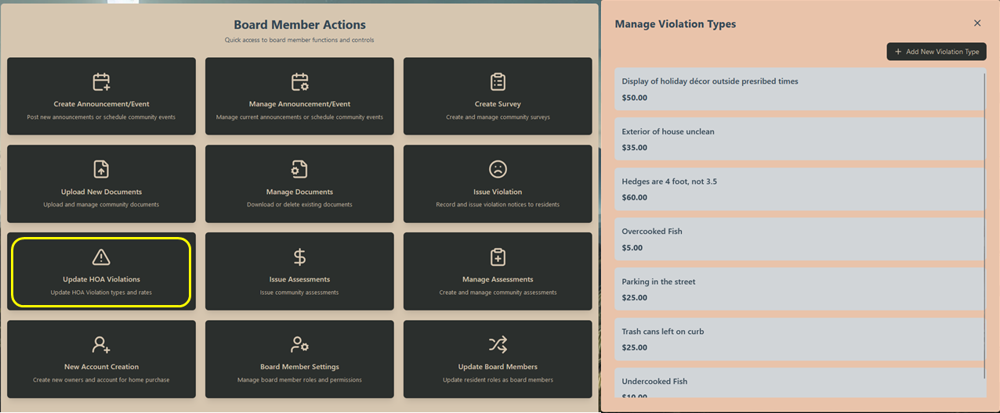 Board Member Actions
Quick access to board member functions and controls
Create Announcement/Event
Post new announcements or schedule community events
Manage Announcement/Event
Manage current announcements or schedule community events
Create Survey
Create and manage community surveys
Upload New Documents
Upload and manage community documents
Manage Documents
Download or delete existing documents
Issue Violation
Record and issue violation notices to residents
Update HOA Violations
Update HOA Violation types and rates
Issue Assessments
Issue community assessments
Manage Assessments
Create and manage community assessments
New Account Creation
Create new owners and account for home purchase
Board Member Settings
Manage board member roles and permissions
Update Board Members
Update resident roles as board members
Manage Violation Types
Add New Violation Type
Display of holiday décor outside presribed times
$50.00
Exterior of house unclean
$35.00
Hedges are 4 foot, not 3.5
$60.00
Overcooked Fish
$5.00
Parking in the street
$25.00
Trash cans left on curb
$25.00
Undercooked Fish
$10.00